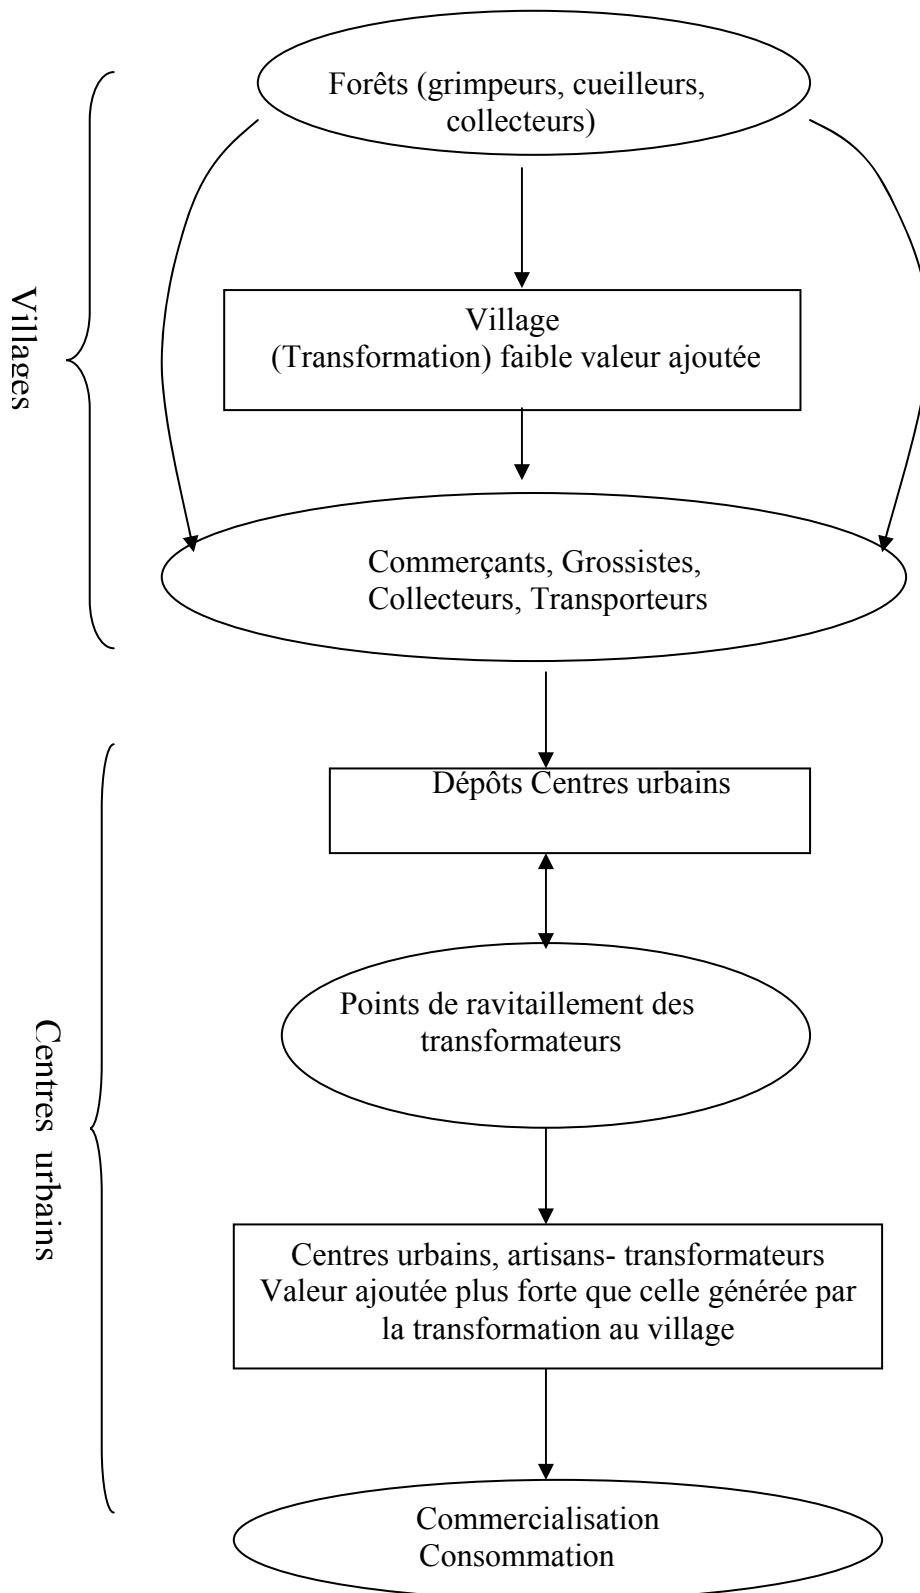 Forêts (grimpeurs, cueilleurs,
collecteurs)
Villages
Village
(Transformation) faible valeur ajoutée
Commerçants, Grossistes,
Collecteurs, Transporteurs
Dépôts Centres urbains
Centres urbains
Points de ravitaillement des
transformateurs
Centres urbains, artisans- transformateurs
Valeur ajoutée plus forte que celle générée par
la transformation au village
Commercialisation
Consommation